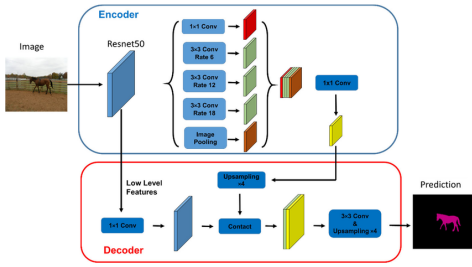 Encoder
Image
Resnet50
1×1 Conv
3×3 Conv
Rate 6
3×3 Conv
Rate 12
3×3 Conv
Rate 18
Image
Pooling
1x1 Conv
Low Level
Features
Upsampling
×4
Prediction
1×1 Conv
Contact
3×3 Conv
&
Upsampling ×4
Decoder